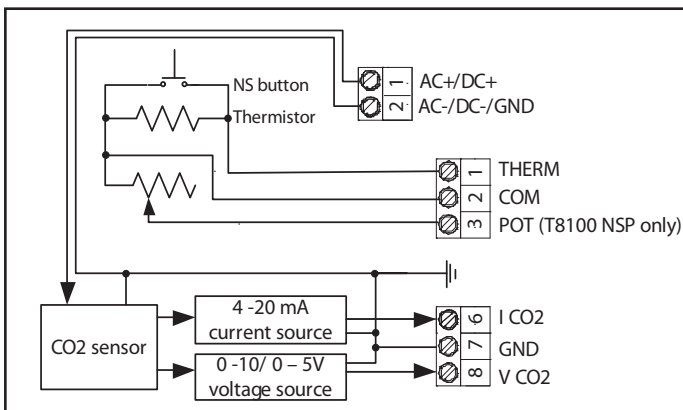 NS button
Thermistor
1 AC+/DC+
2 AC-/DC-/GND
1 THERM
2 COM
3 POT (T8100 NSP only)
CO2 sensor
4 -20 mA
current source
0 -10/ 0 – 5V
voltage source
6 I CO2
7 GND
8 V CO2